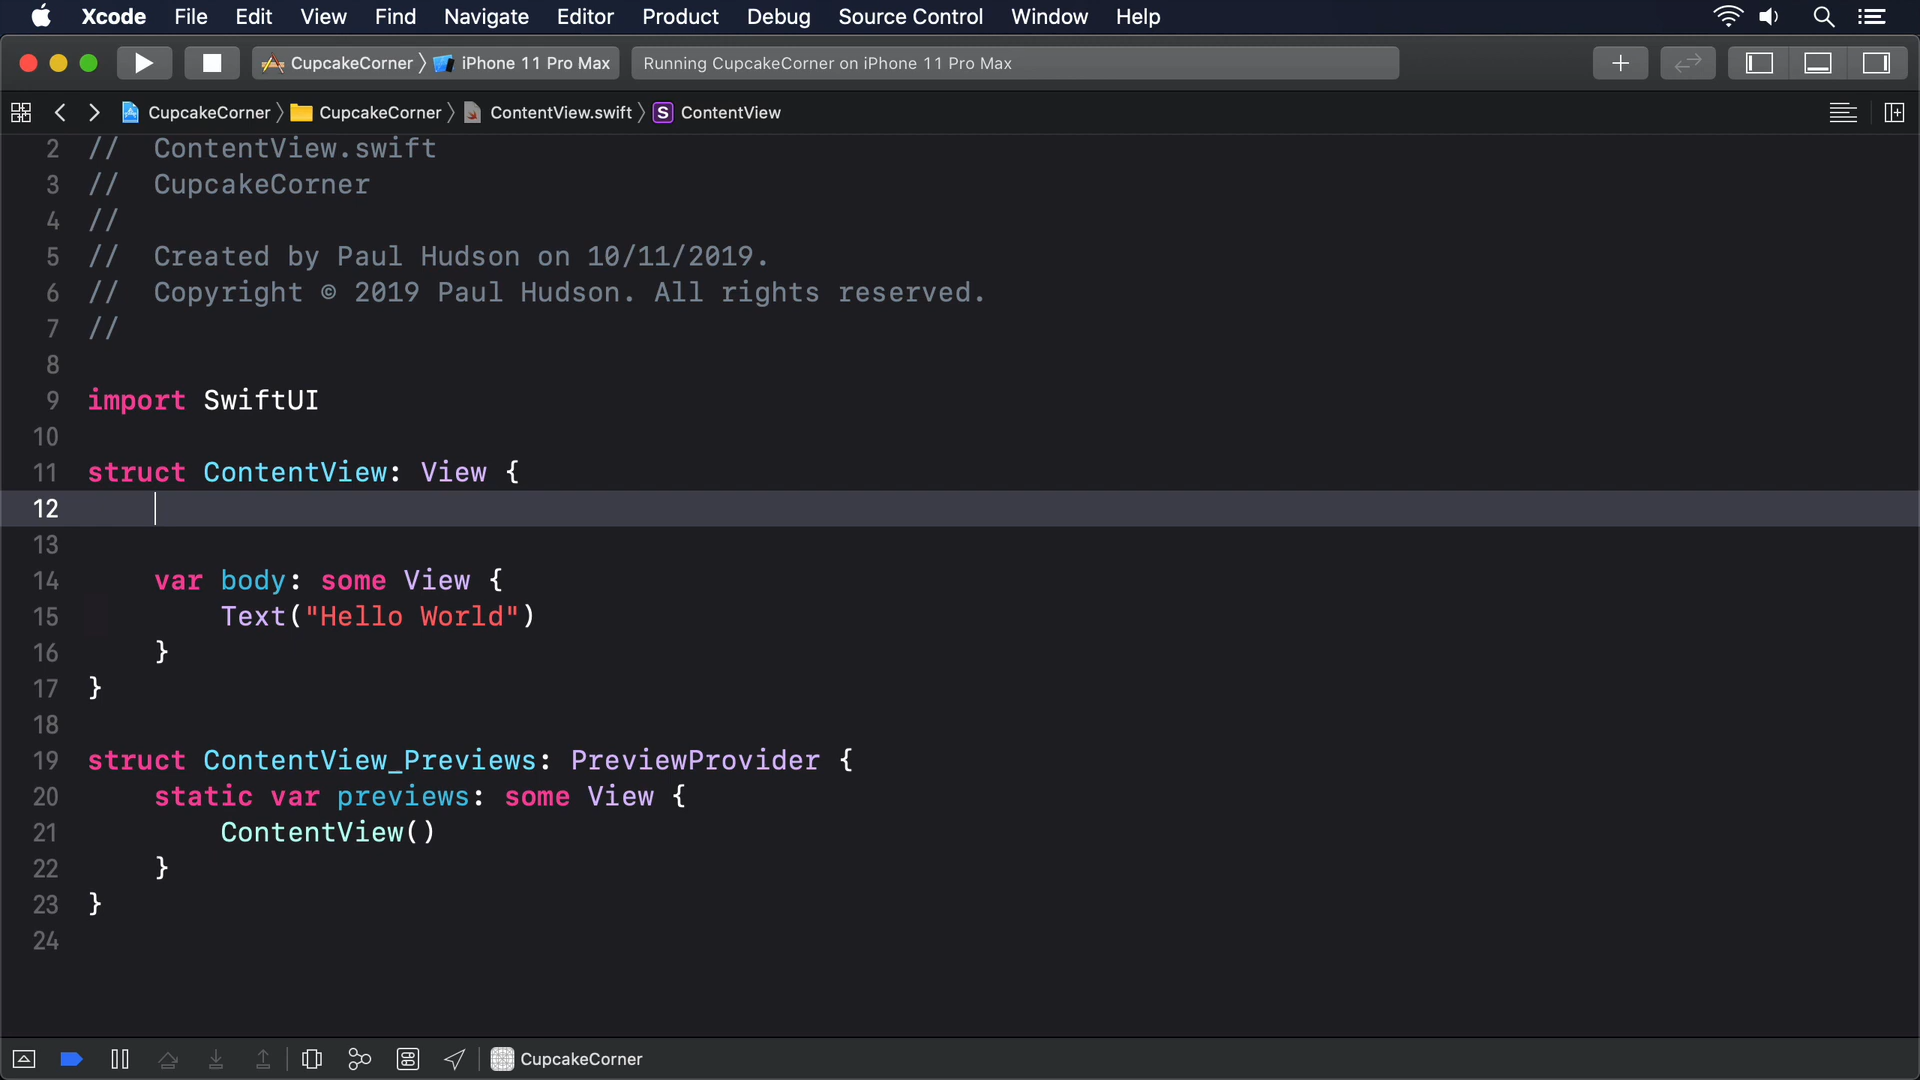 Xcode File Edit View Find Navigate Editor Product Debug Source Control Window Help
CupcakeCorner iPhone 11 Pro Max Running CupcakeCorner on iPhone 11 Pro Max
CupcakeCorner CupcakeCorner ContentView.swift S ContentView
2 // ContentView.swift
3 // CupcakeCorner
4 //
5 // Created by Paul Hudson on 10/11/2019.
6 // Copyright © 2019 Paul Hudson. All rights reserved.
7 //
8
9 import SwiftUI
10
11 struct ContentView: View {
12
13
14 var body: some View {
15 Text("Hello World")
16 }
17 }
18
19 struct ContentView_Previews: PreviewProvider {
20 static var previews: some View {
21 ContentView()
22 }
23 }
24
CupcakeCorner